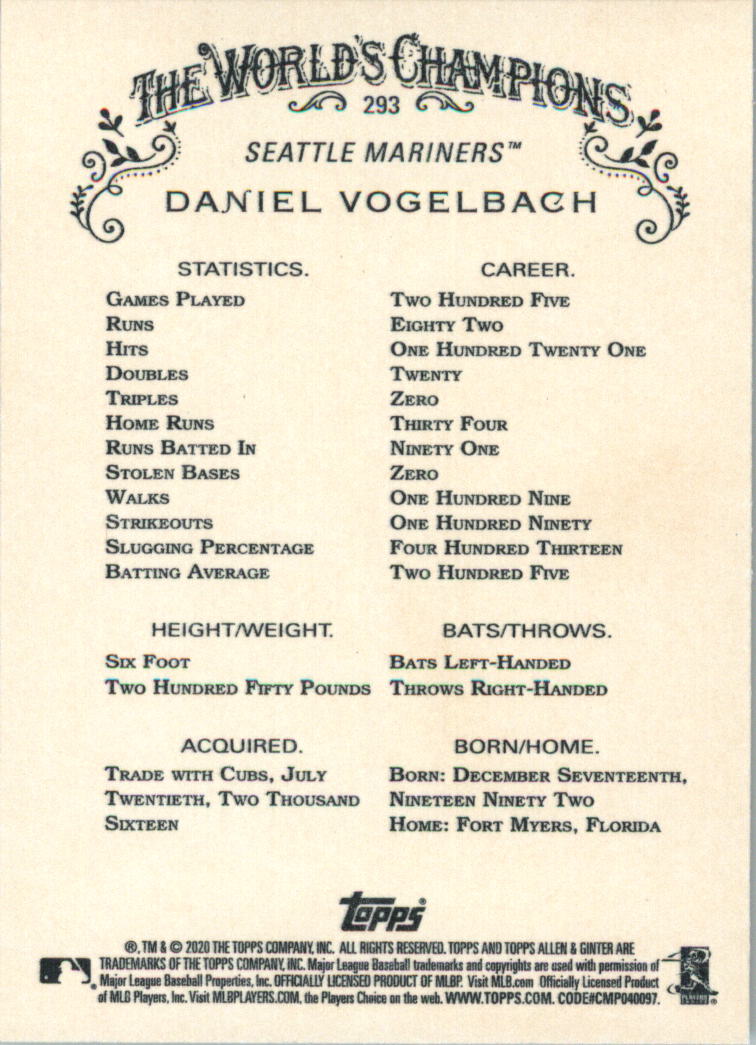 THE WORLD'S CHAMPIONS
293
SEATTLE MARINERS™
DANIEL VOGELBACH
STATISTICS. CAREER.
GAMES PLAYED TWO HUNDRED FIVE
RUNS EIGHTY TWO
HITS ONE HUNDRED TWENTY ONE
DOUBLES TWENTY
TRIPLES ZERO
HOME RUNS THIRTY FOUR
RUNS BATTED IN NINETY ONE
STOLEN BASES ZERO
WALKS ONE HUNDRED NINE
STRIKEOUTS ONE HUNDRED NINETY
SLUGGING PERCENTAGE FOUR HUNDRED THIRTEEN
BATTING AVERAGE TWO HUNDRED FIVE
HEIGHT/WEIGHT. BATS/THROWS.
SIX FOOT BATS LEFT-HANDED
TWO HUNDRED FIFTY POUNDS THROWS RIGHT-HANDED
ACQUIRED. BORN/HOME.
TRADE WITH CUBS, JULY BORN: DECEMBER SEVENTEENTH,
TWENTIETH, TWO THOUSAND NINETEEN NINETY TWO
SIXTEEN HOME: FORT MYERS, FLORIDA
topps®
®, TM & © 2020 THE TOPPS COMPANY, INC. ALL RIGHTS RESERVED. TOPPS AND TOPPS ALLEN & GINTER ARE
TRADEMARKS OF THE TOPPS COMPANY, INC. Major League Baseball trademarks and copyrights are used with permission of
Major League Baseball Properties, Inc. OFFICIALLY LICENSED PRODUCT OF MLBP. Visit MLB.com Officially Licensed Product
of MLB Players, Inc. Visit MLBPLAYERS.COM, the Players Choice on the web. WWW.TOPPS.COM. CODE#CMP040097.